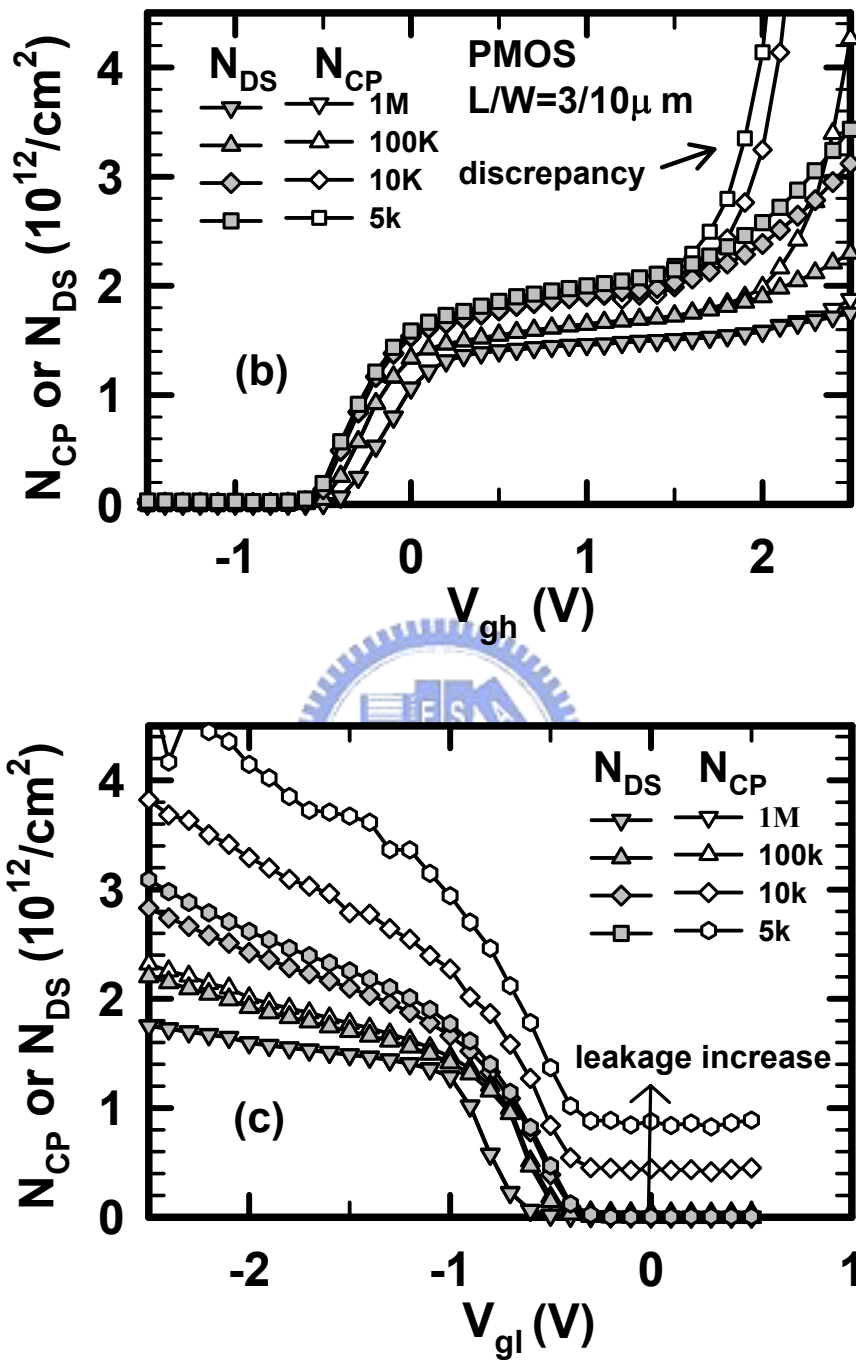 4
3
2
1
0
N_CP or N_DS (10^12/cm^2)
N_DS N_CP
1M
100K
10K
5k
PMOS
L/W=3/10μ m
discrepancy
(b)
-1 0 1 2
V_gh (V)
E S A
4
3
2
1
0
N_CP or N_DS (10^12/cm^2)
N_DS N_CP
1M
100k
10k
5k
leakage increase
(c)
-2 -1 0 1
V_gl (V)